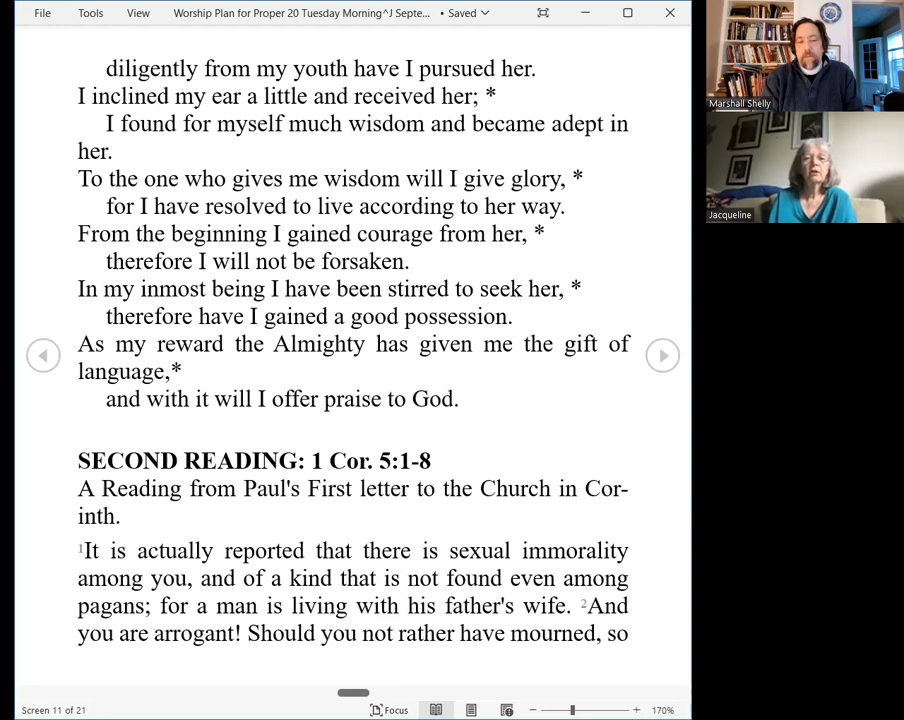 File Tools View Worship Plan for Proper 20 Tuesday Morning^J Septe... • Saved
diligently from my youth have I pursued her.
I inclined my ear a little and received her; *
I found for myself much wisdom and became adept in
her.
To the one who gives me wisdom will I give glory, *
for I have resolved to live according to her way.
From the beginning I gained courage from her, *
therefore I will not be forsaken.
In my inmost being I have been stirred to seek her, *
therefore have I gained a good possession.
As my reward the Almighty has given me the gift of
language,*
and with it will I offer praise to God.
SECOND READING: 1 Cor. 5:1-8
A Reading from Paul's First letter to the Church in Cor-
inth.
1It is actually reported that there is sexual immorality
among you, and of a kind that is not found even among
pagans; for a man is living with his father's wife. 2And
you are arrogant! Should you not rather have mourned, so
Screen 11 of 21 Focus 170%
Marshall Shelly
Jacqueline